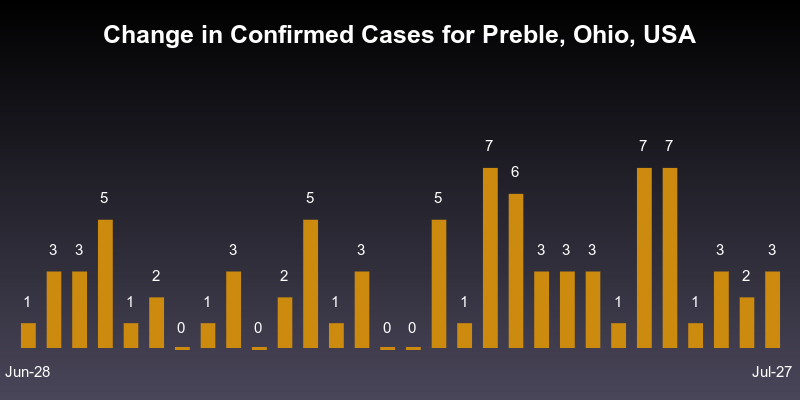 Change in Confirmed Cases for Preble, Ohio, USA
1 3 3 5 1 2 0 1 3 0 2 5 1 3 0 0 5 1 7 6 3 3 3 1 7 7 1 3 2 3
Jun-28 Jul-27